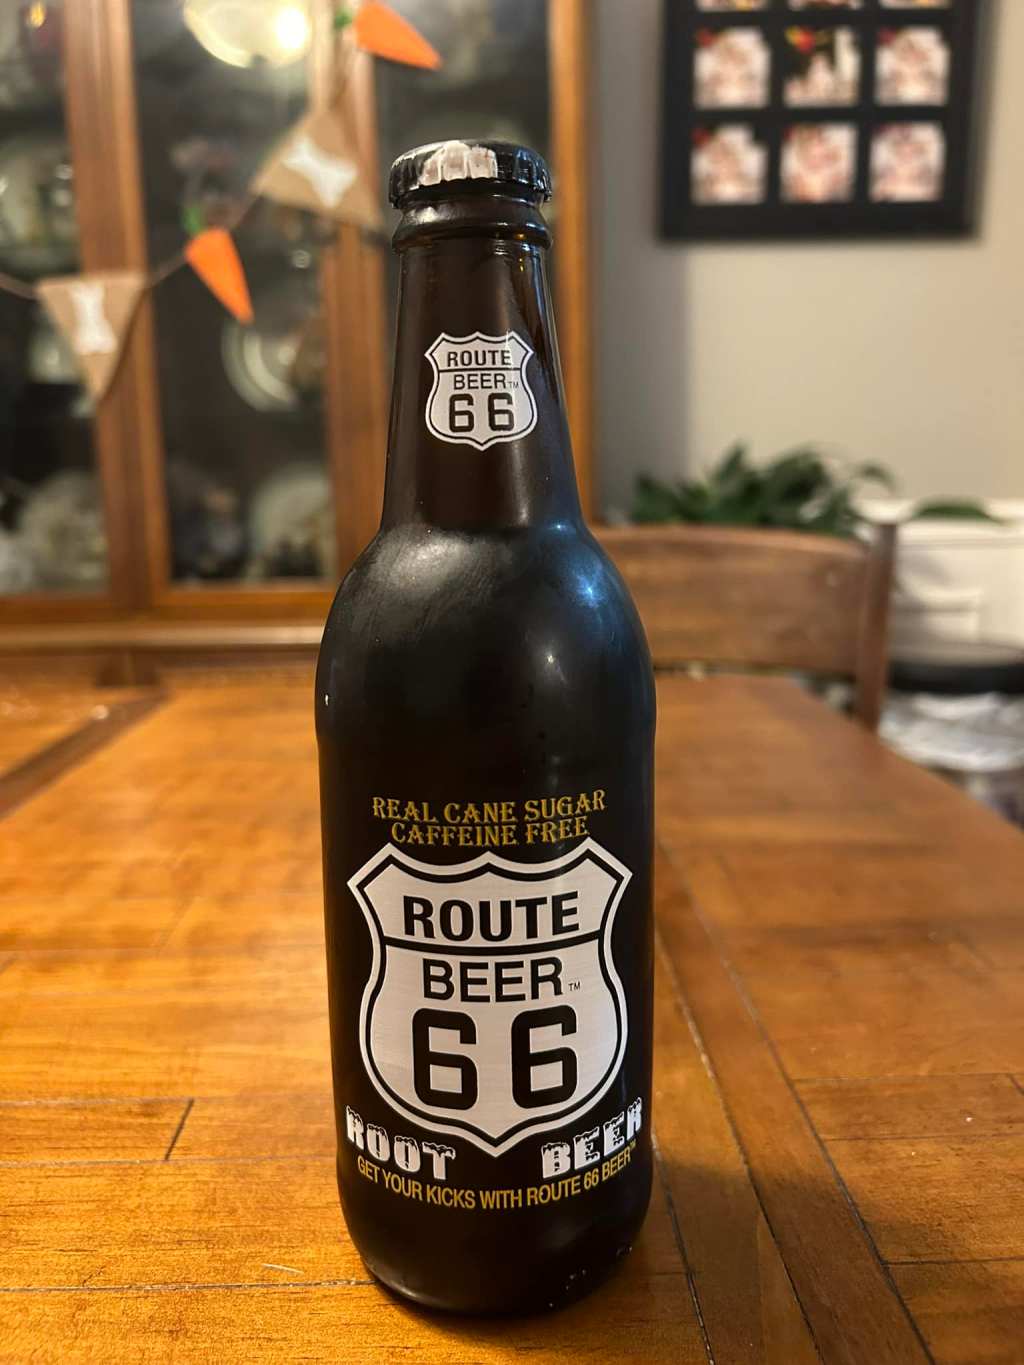 ROUTE
BEER™
66
REAL CANE SUGAR
CAFFEINE FREE
ROUTE
BEER™
66
ROOT BEER
GET YOUR KICKS WITH ROUTE 66 BEER™